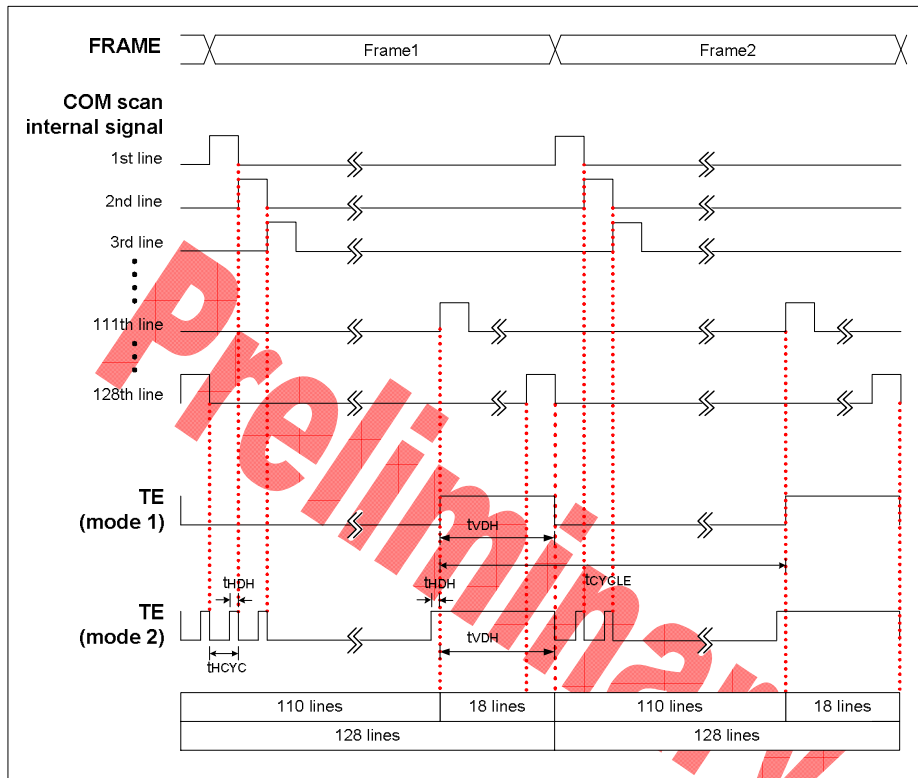 FRAME
Frame1
Frame2
COM scan
internal signal
1st line
2nd line
3rd line
111th line
128th line
TE
(mode 1)
tVDH
tCYCLE
tHDH
tHDH
TE
(mode 2)
tVDH
tHCYC
110 lines
18 lines
110 lines
18 lines
128 lines
128 lines
Preliminary